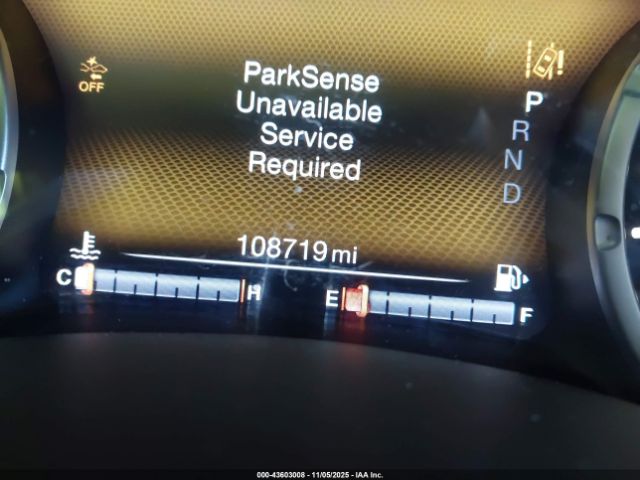 ParkSense
Unavailable
Service
Required
OFF
P
R
N
D
108719 mi
C H E F
000-43603008 - 11/05/2025 - IAA Inc.